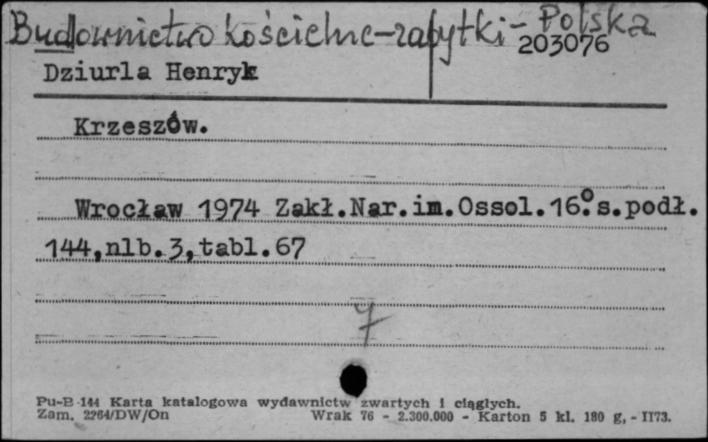 Budownictwo kościelne-zabytki-Polska
203076
Dziurla Henryk
Krzeszów.
Wrocław 1974 Zakł.Nar.im.Ossol.16.°s.podł.
144,nlb.3,tabl.67
7
Pu-B-144 Karta katalogowa wydawnictw zwartych i ciągłych.
Zam. 2264/DW/On Wrak 76 - 2.300.000 - Karton 5 kl. 180 g, - II73.